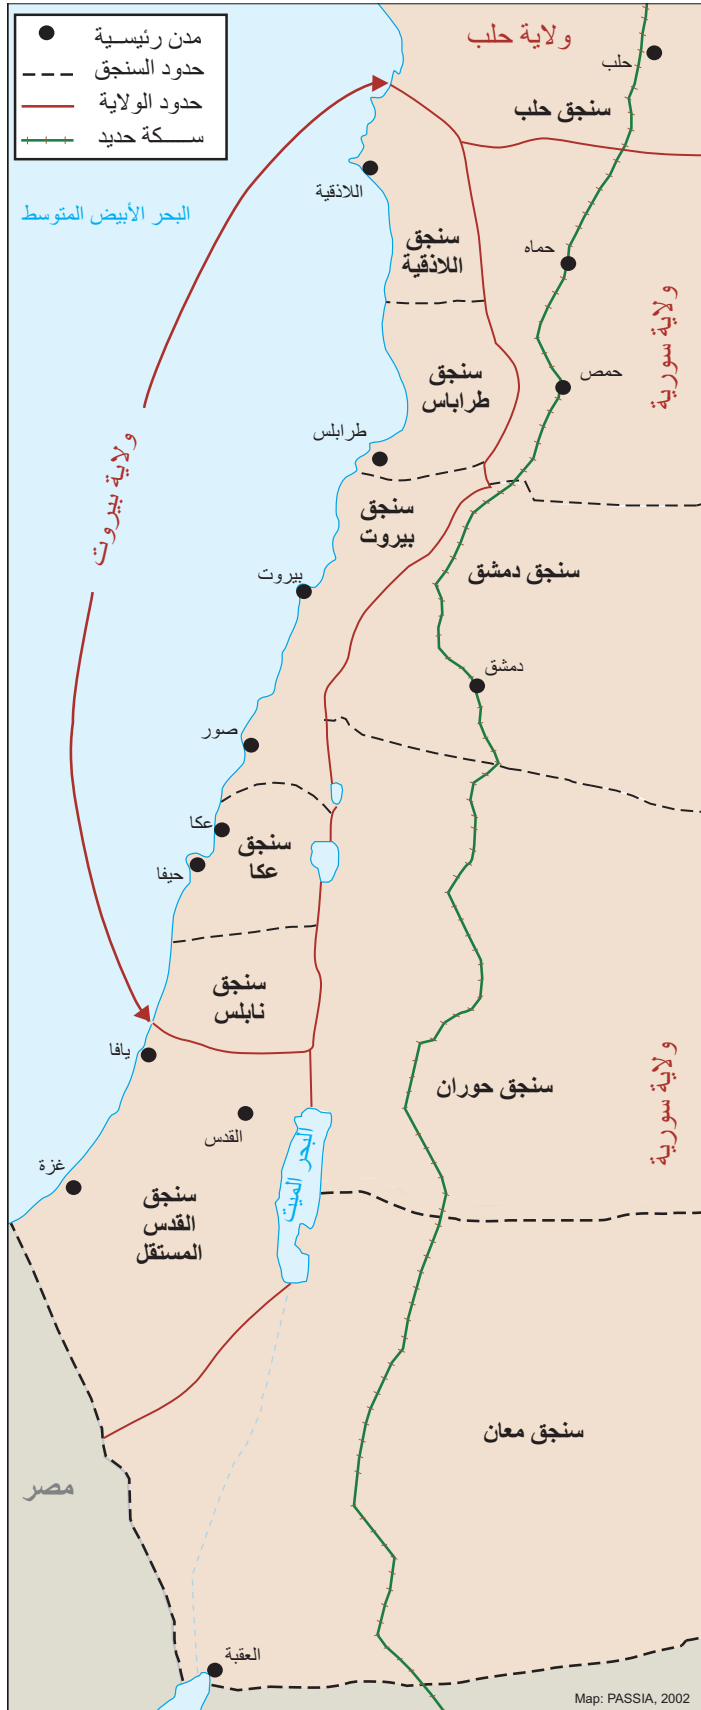 مدن رئيســية
حدود السنجق
حدود الولاية
ســـــكة حديد
ولاية حلب
حلب
سنجق حلب
اللاذقية
البحر الأبيض المتوسط
سنجق
اللاذقية
حماه
ولاية سورية
سنجق
طراباس
حمص
طرابلس
ولاية بيروت
سنجق
بيروت
بيروت
سنجق دمشق
دمشق
صور
عكا
سنجق
عكا
حيفا
سنجق
نابلس
يافا
سنجق حوران
ولاية سورية
القدس
البحر الميت
غزة
سنجق
القدس
المستقل
سنجق معان
مصر
العقبة
Map: PASSIA, 2002